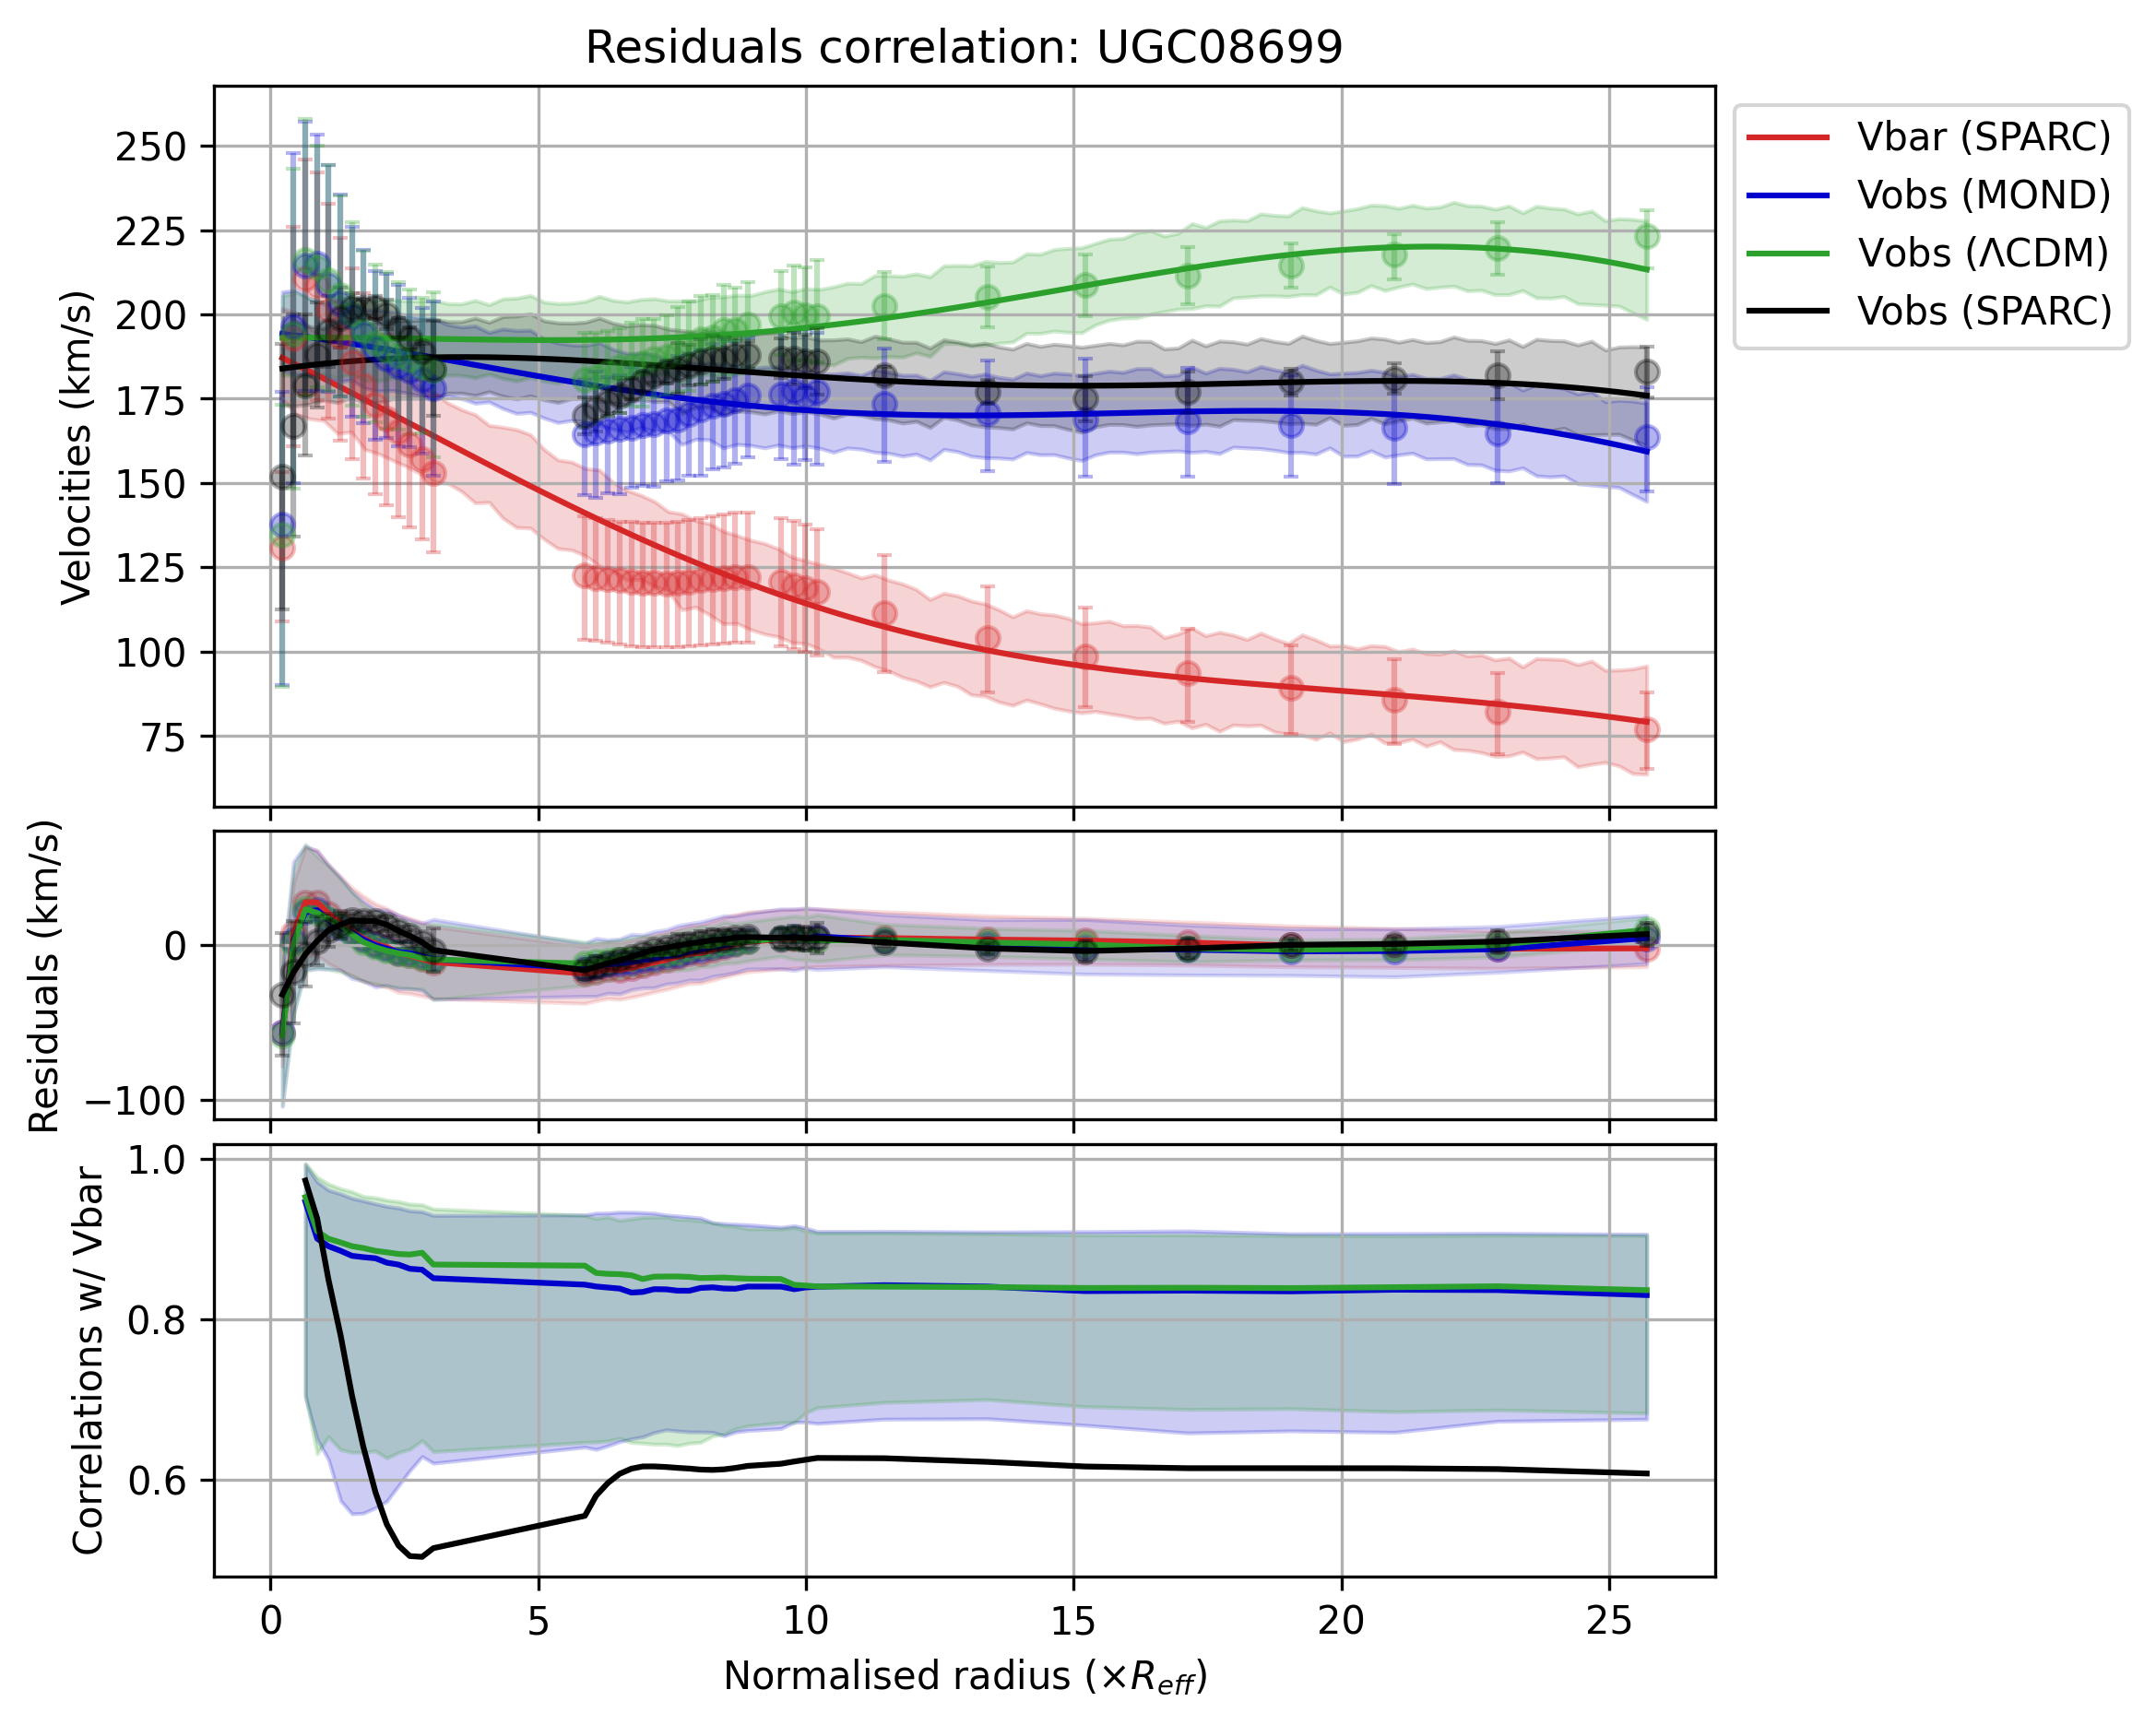 Residuals correlation: UGC08699
250
225
200
175
150
125
100
75
Velocities (km/s)
Vbar (SPARC)
Vobs (MOND)
Vobs (ΛCDM)
Vobs (SPARC)
0
−100
Residuals (km/s)
1.0
0.8
0.6
Correlations w/ Vbar
0 5 10 15 20 25
Normalised radius (×R_eff)